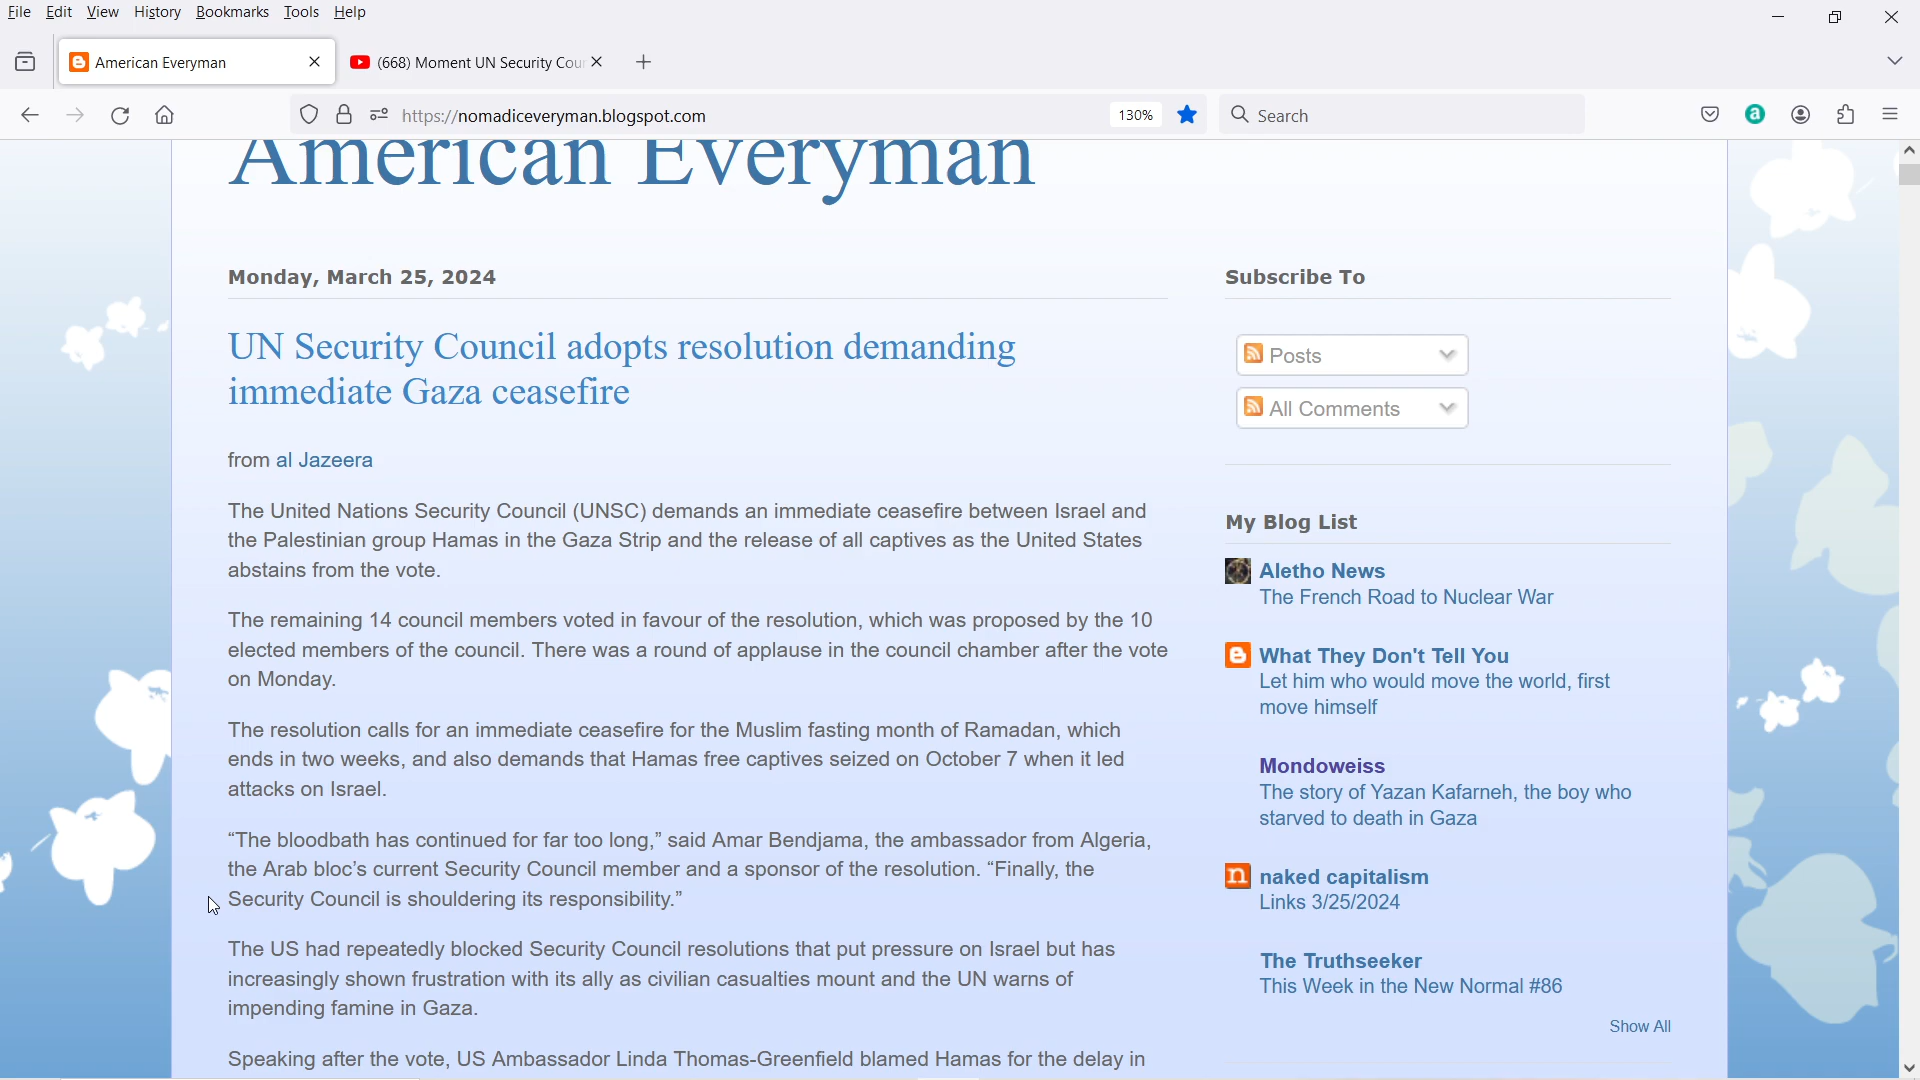 File Edit View History Bookmarks Tools Help
American Everyman
(668) Moment UN Security Cou
https://nomadiceveryman.blogspot.com
130%
Search
American Everyman
Monday, March 25, 2024
UN Security Council adopts resolution demanding
immediate Gaza ceasefire
from al Jazeera
The United Nations Security Council (UNSC) demands an immediate ceasefire between Israel and
the Palestinian group Hamas in the Gaza Strip and the release of all captives as the United States
abstains from the vote.
The remaining 14 council members voted in favour of the resolution, which was proposed by the 10
elected members of the council. There was a round of applause in the council chamber after the vote
on Monday.
The resolution calls for an immediate ceasefire for the Muslim fasting month of Ramadan, which
ends in two weeks, and also demands that Hamas free captives seized on October 7 when it led
attacks on Israel.
“The bloodbath has continued for far too long,” said Amar Bendjama, the ambassador from Algeria,
the Arab bloc’s current Security Council member and a sponsor of the resolution. “Finally, the
Security Council is shouldering its responsibility.”
The US had repeatedly blocked Security Council resolutions that put pressure on Israel but has
increasingly shown frustration with its ally as civilian casualties mount and the UN warns of
impending famine in Gaza.
Speaking after the vote, US Ambassador Linda Thomas-Greenfield blamed Hamas for the delay in
Subscribe To
Posts
All Comments
My Blog List
Aletho News
The French Road to Nuclear War
What They Don't Tell You
Let him who would move the world, first
move himself
Mondoweiss
The story of Yazan Kafarneh, the boy who
starved to death in Gaza
naked capitalism
Links 3/25/2024
The Truthseeker
This Week in the New Normal #86
Show All